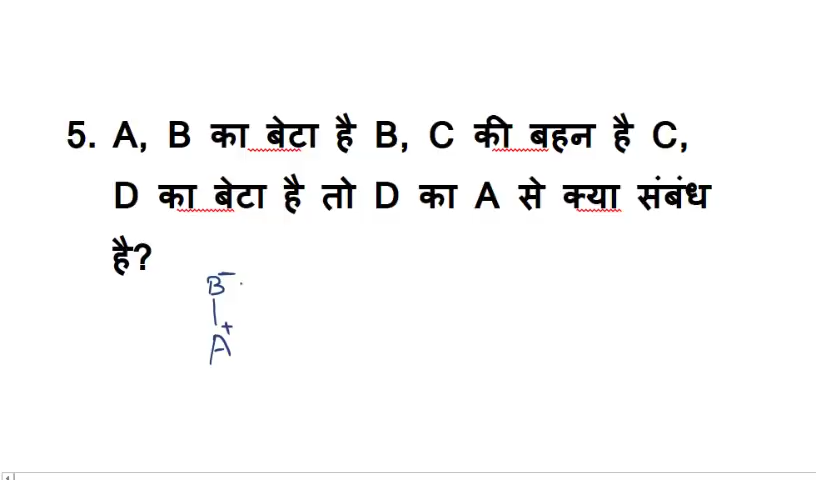 5. A, B का बेटा है B, C की बहन है C,
D का बेटा है तो D का A से क्या संबंध
है?
B -
+
A